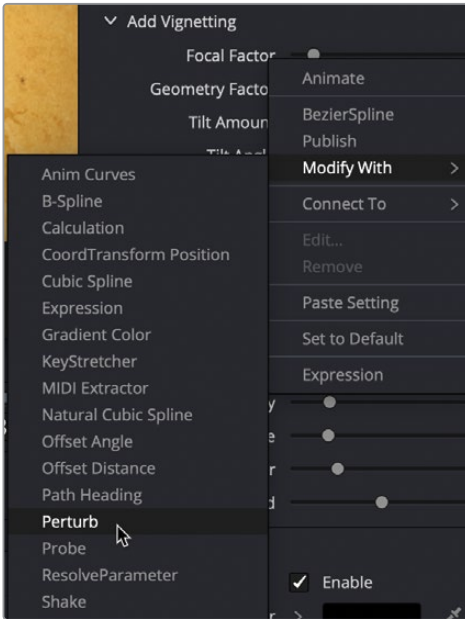 Add Vignetting
Focal Factor
Geometry Facto
Tilt Amoun
Animate
BezierSpline
Publish
Modify With
Connect To
Edit...
Remove
Paste Setting
Set to Default
Expression
Anim Curves
B-Spline
Calculation
CoordTransform Position
Cubic Spline
Expression
Gradient Color
KeyStretcher
MIDI Extractor
Natural Cubic Spline
Offset Angle
Offset Distance
Path Heading
Perturb
Probe
ResolveParameter
Shake
y
e
r
d
Enable
r